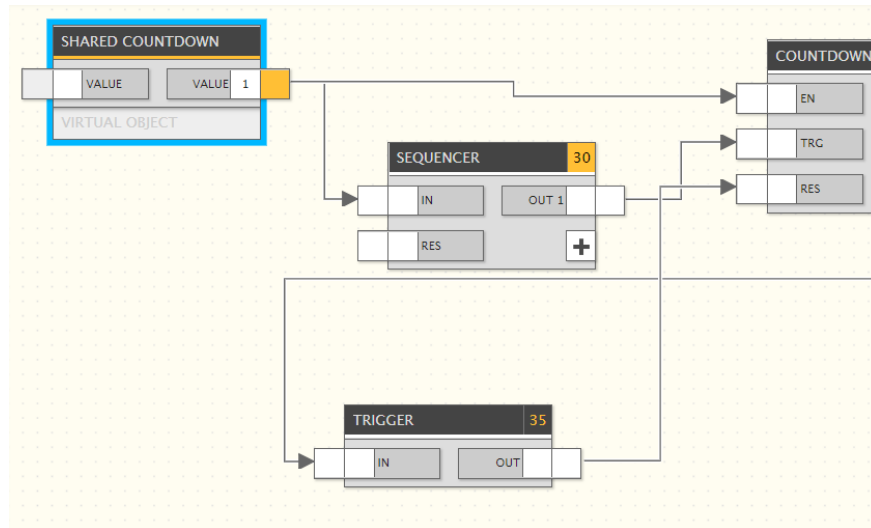 SHARED COUNTDOWN
VALUE
VALUE 1
VIRTUAL OBJECT
COUNTDOWN
EN
TRG
RES
SEQUENCER 30
IN
OUT 1
RES
+
TRIGGER 35
IN
OUT